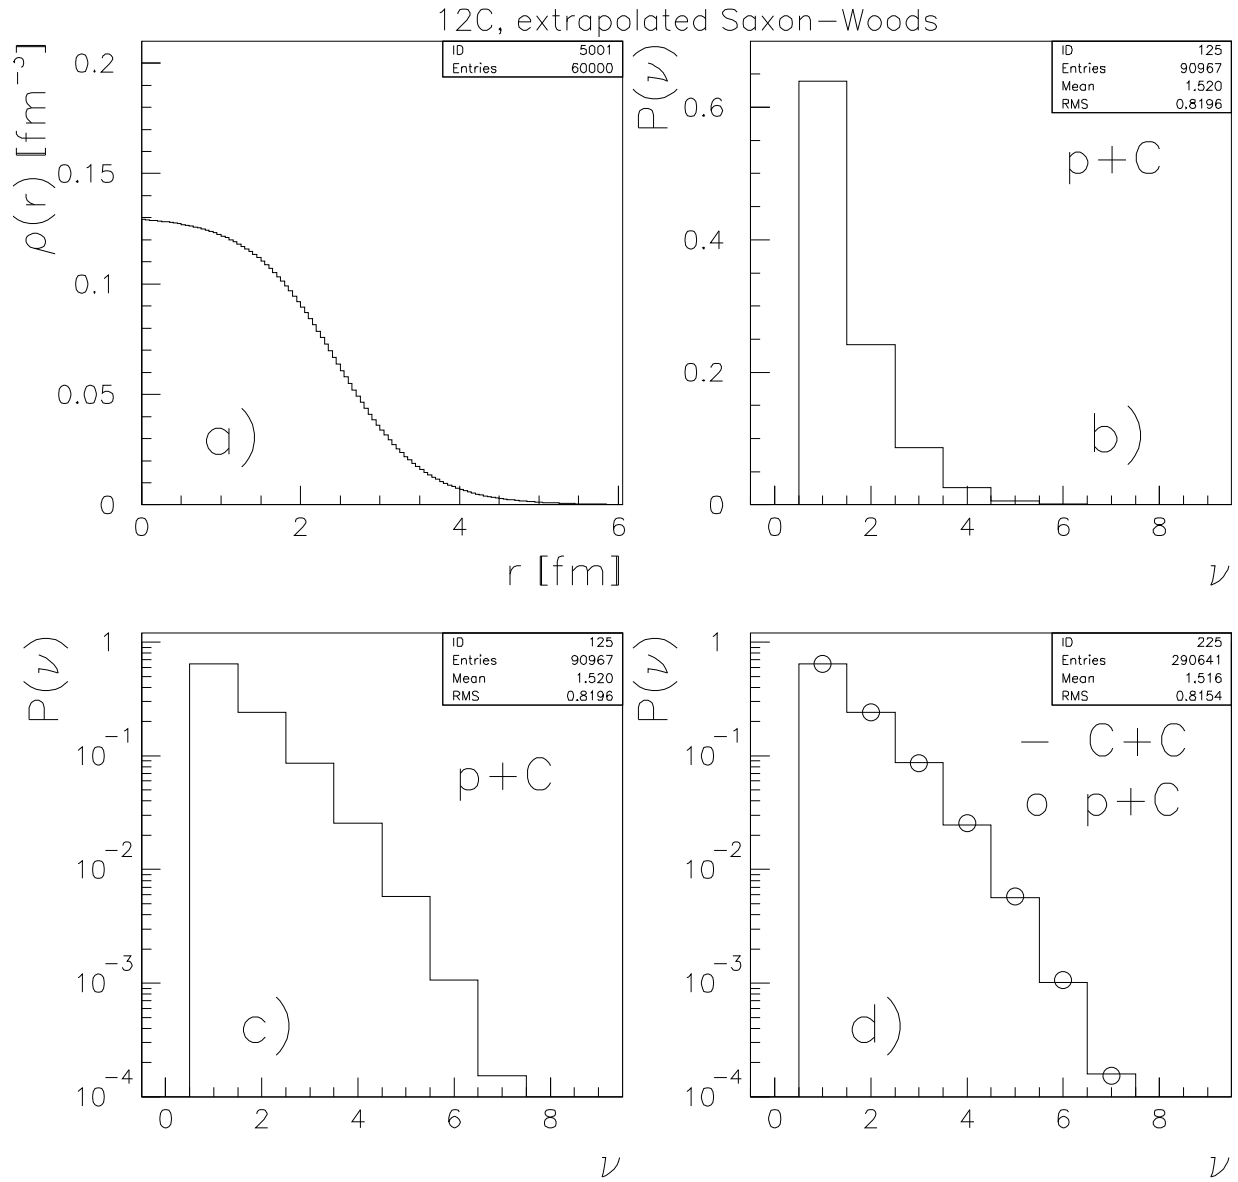 12C, extrapolated Saxon-Woods
ρ(r) [fm⁻³]
ID 5001
Entries 60000
0.2
0.15
0.1
0.05
0
a)
0 2 4 6
r [fm]
P(ν)
ID 125
Entries 90967
Mean 1.520
RMS 0.8196
p+C
0.6
0.4
0.2
0
b)
0 2 4 6 8
ν
P(ν)
ID 125
Entries 90967
Mean 1.520
RMS 0.8196
p+C
1
10⁻¹
10⁻²
10⁻³
10⁻⁴
c)
0 2 4 6 8
ν
P(ν)
ID 225
Entries 290641
Mean 1.516
RMS 0.8154
– C+C
o p+C
1
10⁻¹
10⁻²
10⁻³
10⁻⁴
d)
0 2 4 6 8
ν